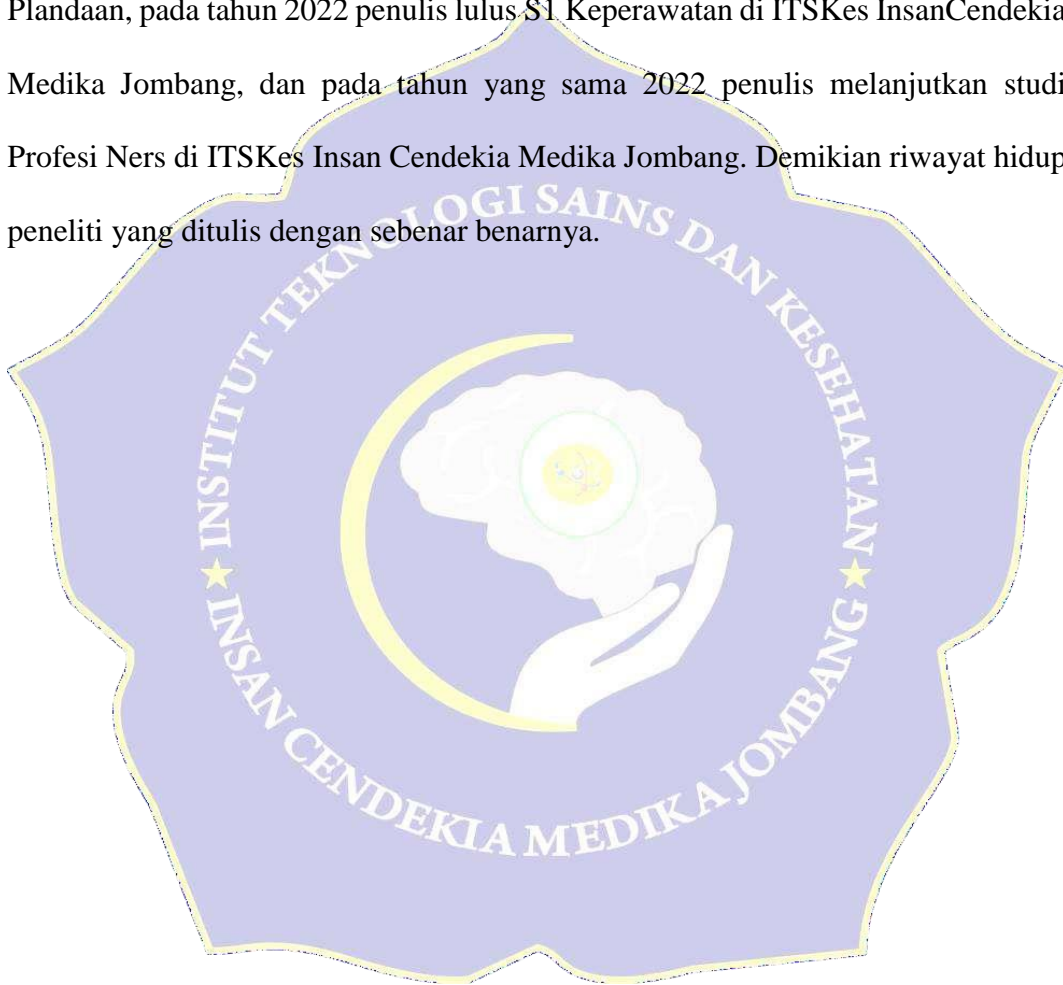 Plandaan, pada tahun 2022 penulis lulus S1 Keperawatan di ITSKes InsanCendekia
Medika Jombang, dan pada tahun yang sama 2022 penulis melanjutkan studi
Profesi Ners di ITSKes Insan Cendekia Medika Jombang. Demikian riwayat hidup
peneliti yang ditulis dengan sebenar benarnya.
INSTITUT TEKNOLOGI SAINS DAN KESEHATAN
★ INSAN CENDEKIA MEDIKA JOMBANG ★